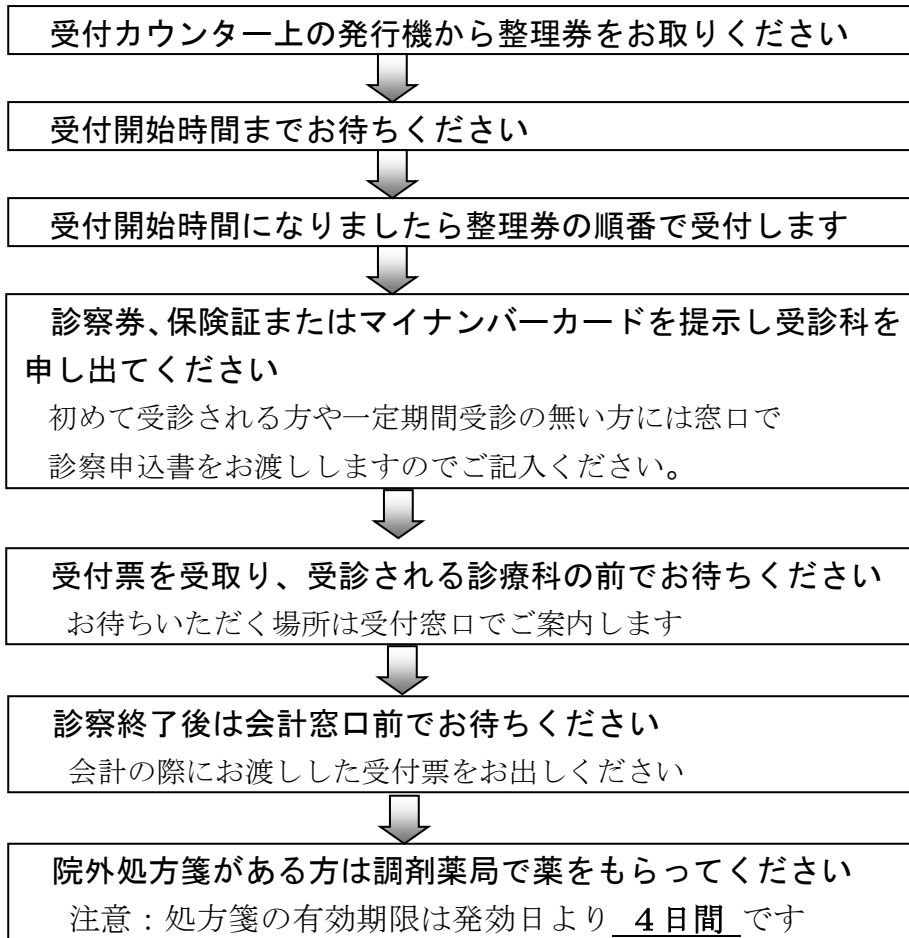 受付カウンター上の発行機から整理券をお取りください
受付開始時間までお待ちください
受付開始時間になりましたら整理券の順番で受付します
診察券、保険証またはマイナンバーカードを提示し受診科を
申し出てください
初めて受診される方や一定期間受診の無い方には窓口で
診察申込書をお渡ししますのでご記入ください。
受付票を受取り、受診される診療科の前でお待ちください
お待ちいただく場所は受付窓口でご案内します
診察終了後は会計窓口前でお待ちください
会計の際にお渡しした受付票をお出しください
院外処方箋がある方は調剤薬局で薬をもらってください
注意：処方箋の有効期限は発効日より ４日間 です